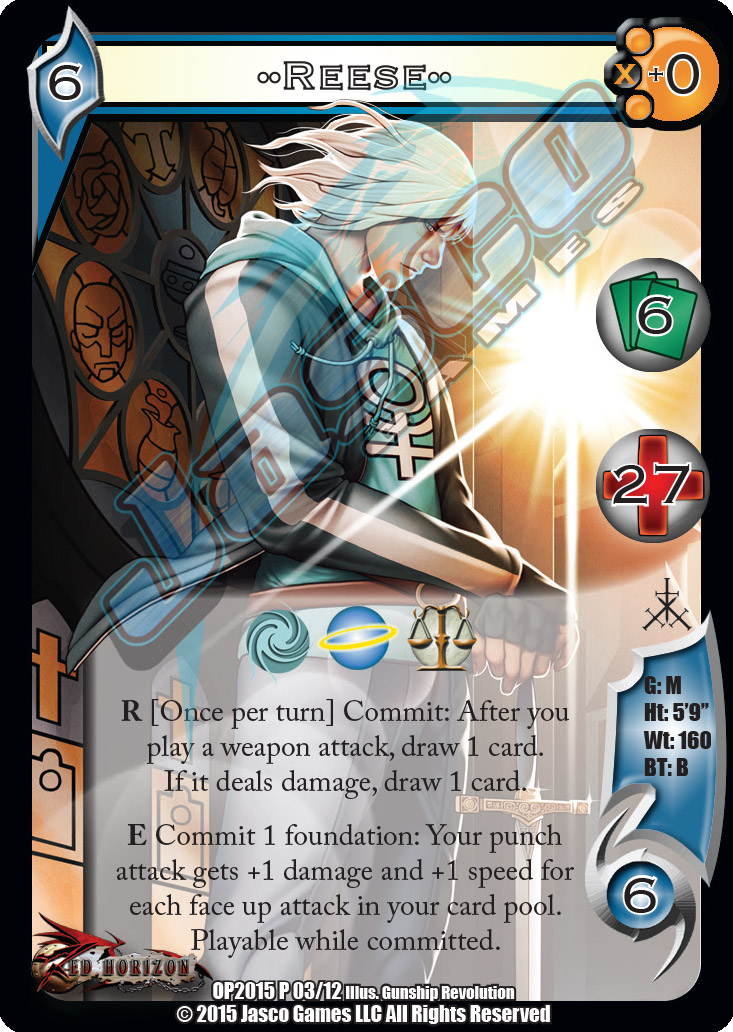 6
••Reese••
X +0
JASCO
GAMES
6
27
G: M
Ht: 5'9"
Wt: 160
BT: B
R [Once per turn] Commit: After you
play a weapon attack, draw 1 card.
If it deals damage, draw 1 card.
E Commit 1 foundation: Your punch
attack gets +1 damage and +1 speed for
each face up attack in your card pool.
Playable while committed.
6
RED HORIZON
OP2015 P 03/12 Illus. Gunship Revolution
© 2015 Jasco Games LLC All Rights Reserved